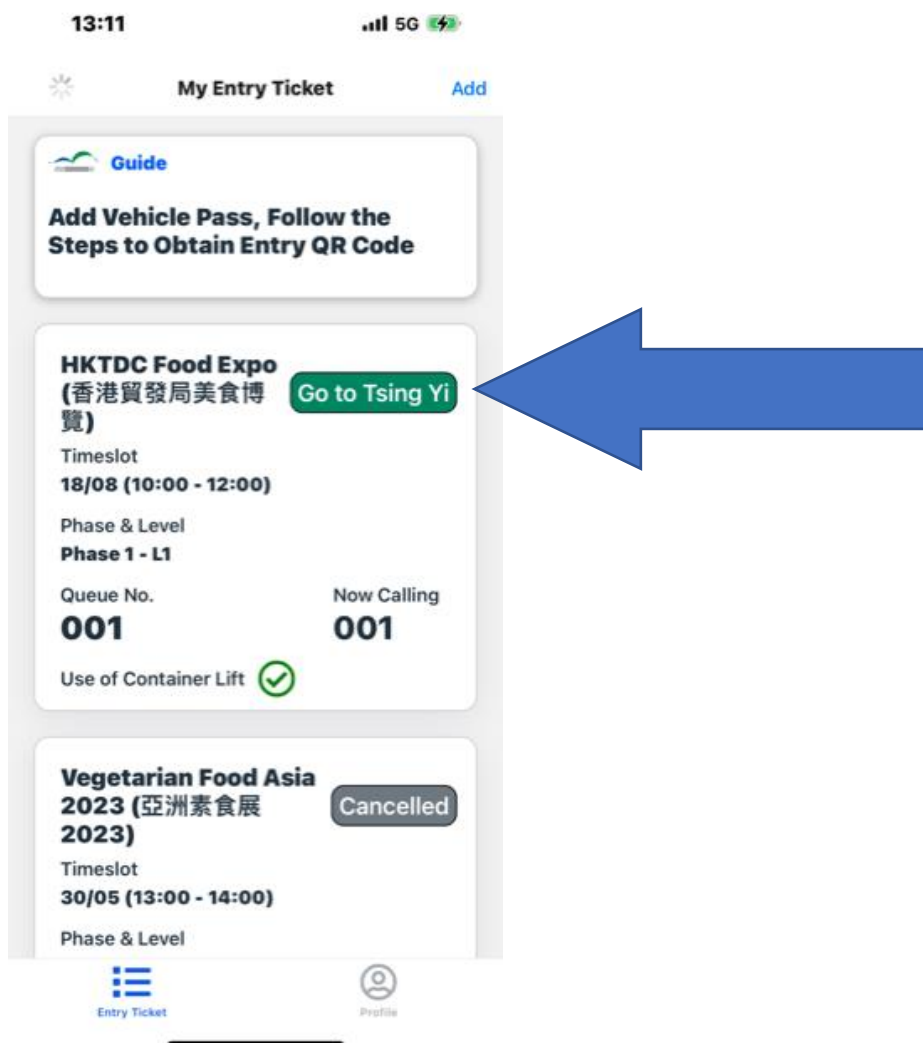 13:11 5G
My Entry Ticket Add
Guide
Add Vehicle Pass, Follow the
Steps to Obtain Entry QR Code
HKTDC Food Expo
(香港貿發局美食博
覽)
Go to Tsing Yi
Timeslot
18/08 (10:00 - 12:00)
Phase & Level
Phase 1 - L1
Queue No. Now Calling
001 001
Use of Container Lift
Vegetarian Food Asia
2023 (亞洲素食展
2023)
Cancelled
Timeslot
30/05 (13:00 - 14:00)
Phase & Level
Entry Ticket Profile